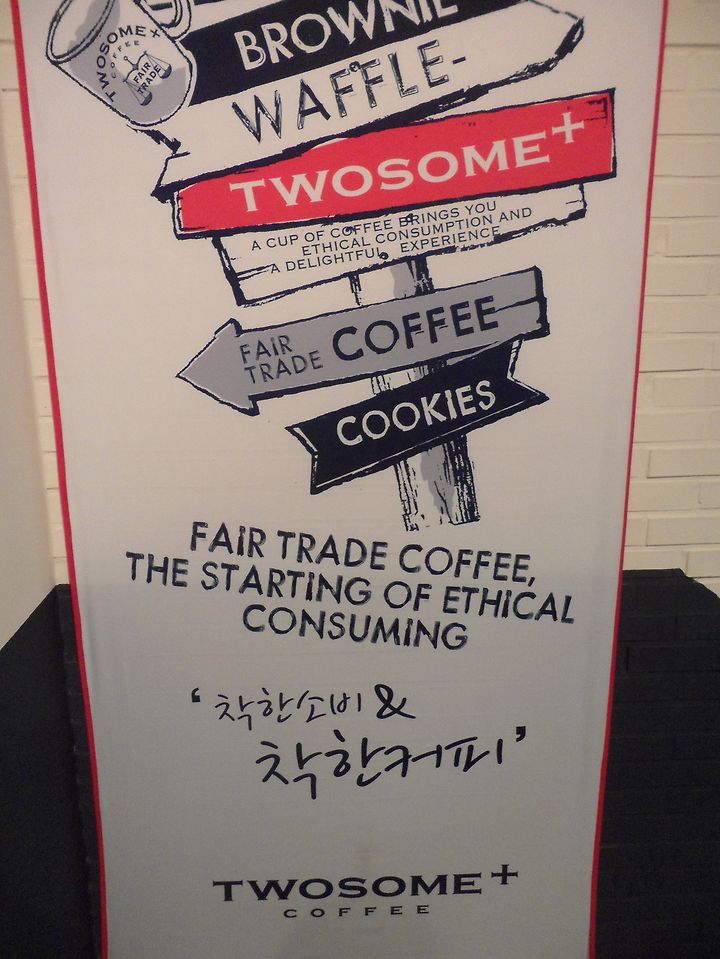 BROWNIE
TWOSOME+
COFFEE
FAIR
TRADE
WAFFLE-
TWOSOME+
A CUP OF COFFEE BRINGS YOU
ETHICAL CONSUMPTION AND
A DELIGHTFUL EXPERIENCE
FAIR
TRADE
COFFEE
COOKIES
FAIR TRADE COFFEE,
THE STARTING OF ETHICAL
CONSUMING
‘착한소비 &
착한커피’
TWOSOME+
COFFEE